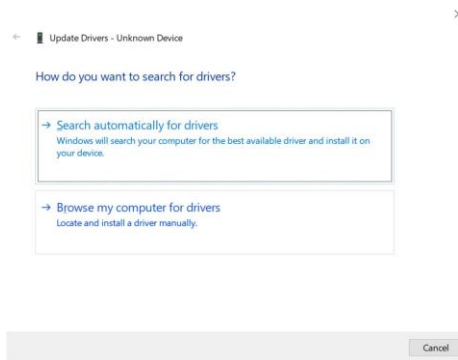 Update Drivers - Unknown Device
How do you want to search for drivers?
→ Search automatically for drivers
Windows will search your computer for the best available driver and install it on
your device.
→ Browse my computer for drivers
Locate and install a driver manually.
Cancel